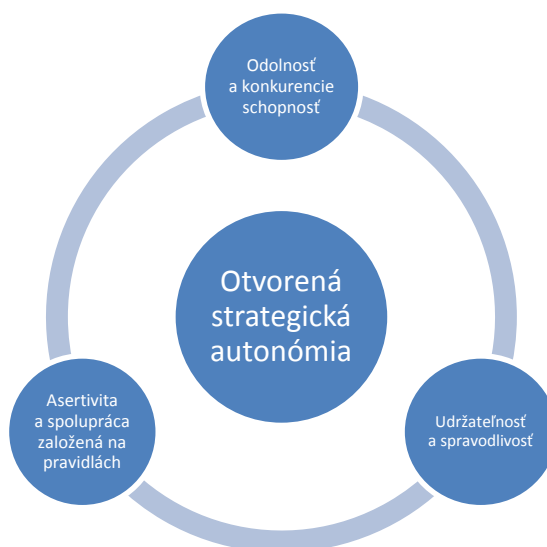 Odolnosť
a konkurencie
schopnosť
Otvorená
strategická
autonómia
Asertivita
a spolupráca
založená na
pravidlách
Udržateľnosť
a spravodlivosť